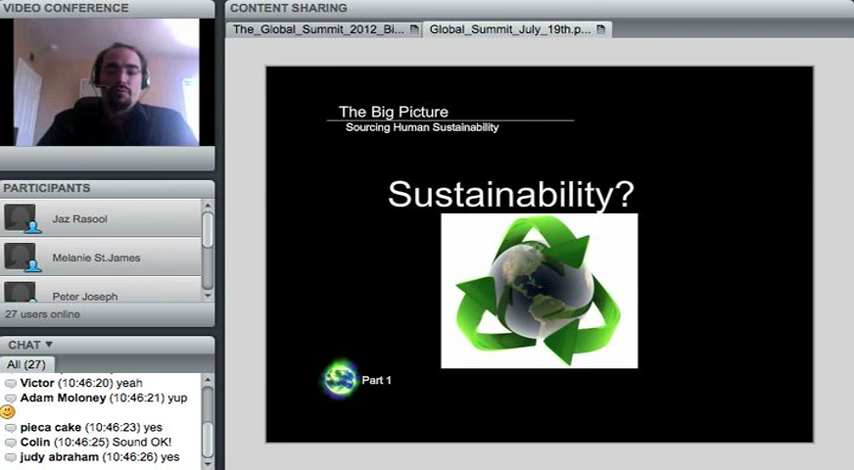 VIDEO CONFERENCE
CONTENT SHARING
The_Global_Summit_2012_Bi...
Global_Summit_July_19th.p...
The Big Picture
Sourcing Human Sustainability
Sustainability?
Part 1
PARTICIPANTS
Jaz Rasool
Melanie St.James
Peter Joseph
27 users online
CHAT
All (27)
Victor (10:46:20) yeah
Adam Moloney (10:46:21) yup
pieca cake (10:46:23) yes
Colin (10:46:25) Sound OK!
judy abraham (10:46:26) yes